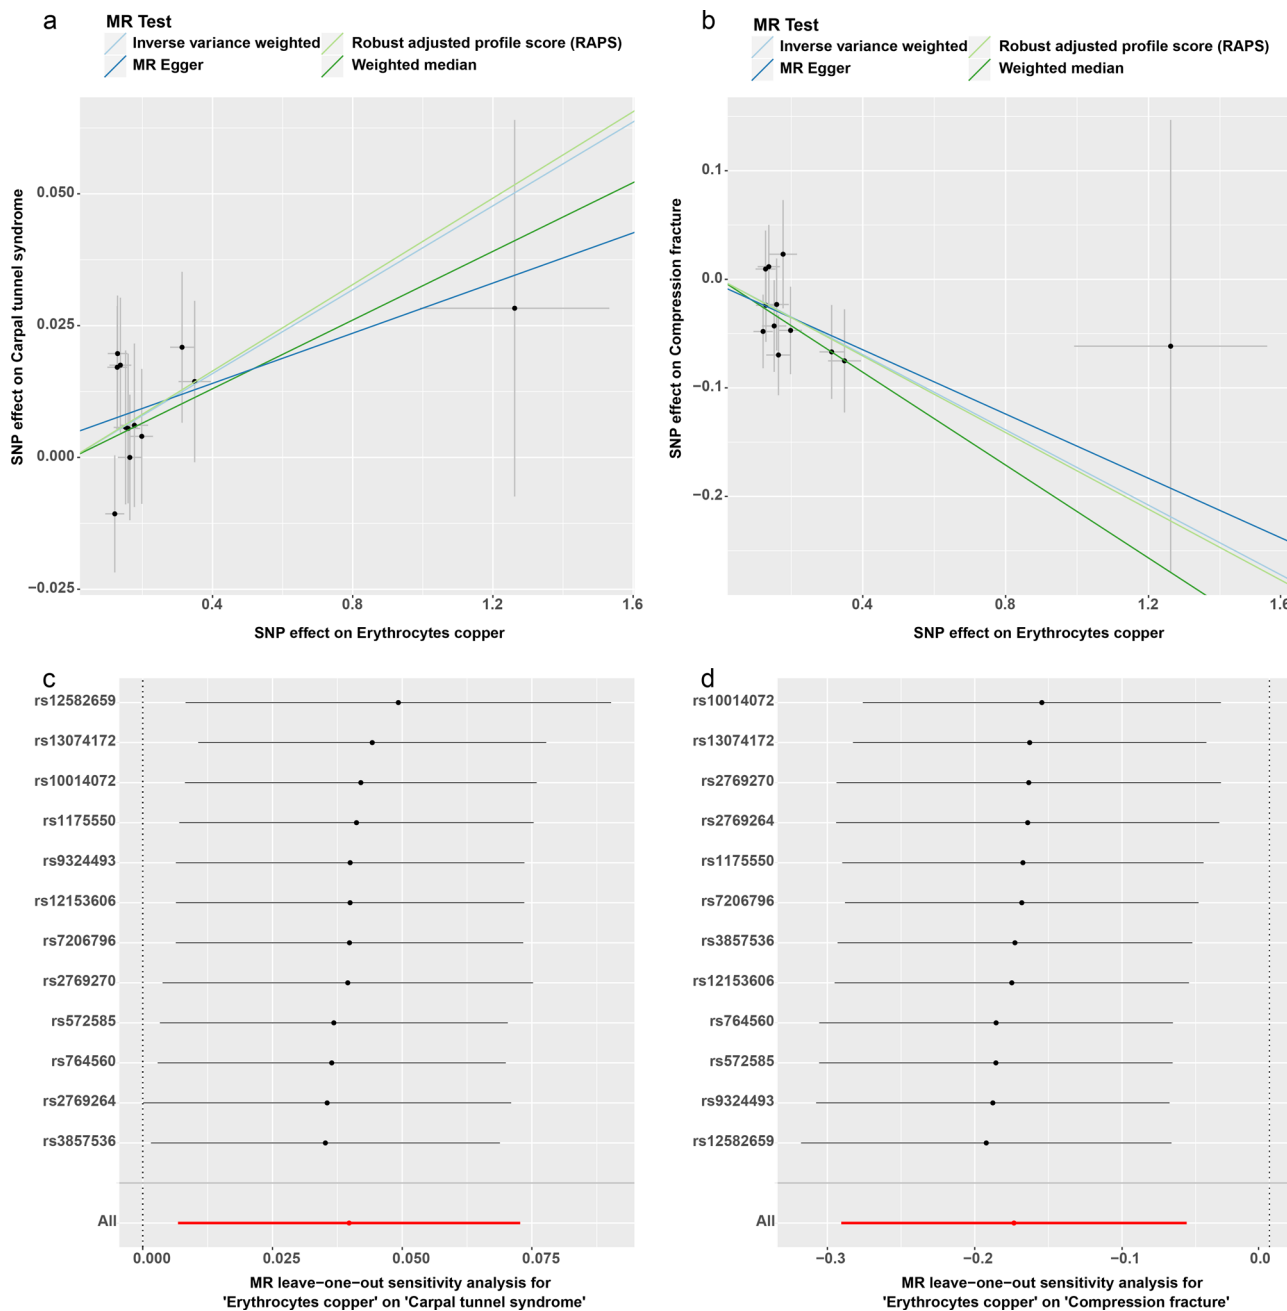 a
MR Test
Inverse variance weighted
Robust adjusted profile score (RAPS)
MR Egger
Weighted median
SNP effect on Carpal tunnel syndrome
0.050
0.025
0.000
−0.025
0.4
0.8
1.2
1.6
SNP effect on Erythrocytes copper
b
MR Test
Inverse variance weighted
Robust adjusted profile score (RAPS)
MR Egger
Weighted median
SNP effect on Compression fracture
0.1
0.0
−0.1
−0.2
0.4
0.8
1.2
1.6
SNP effect on Erythrocytes copper
c
rs12582659
rs13074172
rs10014072
rs1175550
rs9324493
rs12153606
rs7206796
rs2769270
rs572585
rs764560
rs2769264
rs3857536
All
0.000
0.025
0.050
0.075
MR leave−one−out sensitivity analysis for
'Erythrocytes copper' on 'Carpal tunnel syndrome'
d
rs10014072
rs13074172
rs2769270
rs2769264
rs1175550
rs7206796
rs3857536
rs12153606
rs764560
rs572585
rs9324493
rs12582659
All
−0.3
−0.2
−0.1
0.0
MR leave−one−out sensitivity analysis for
'Erythrocytes copper' on 'Compression fracture'